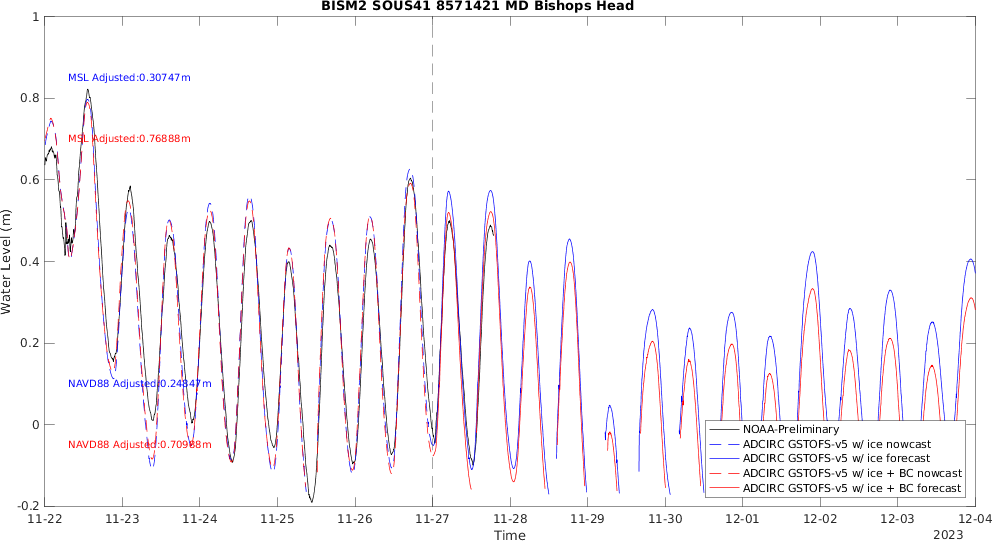 BISM2 SOUS41 8571421 MD Bishops Head
1
0.8
0.6
0.4
0.2
0
-0.2
Water Level (m)
MSL Adjusted:0.30747m
MSL Adjusted:0.76888m
NAVD88 Adjusted:0.24847m
NAVD88 Adjusted:0.70988m
NOAA-Preliminary
ADCIRC GSTOFS-v5 w/ ice nowcast
ADCIRC GSTOFS-v5 w/ ice forecast
ADCIRC GSTOFS-v5 w/ ice + BC nowcast
ADCIRC GSTOFS-v5 w/ ice + BC forecast
11-22 11-23 11-24 11-25 11-26 11-27 11-28 11-29 11-30 12-01 12-02 12-03 12-04
Time
2023